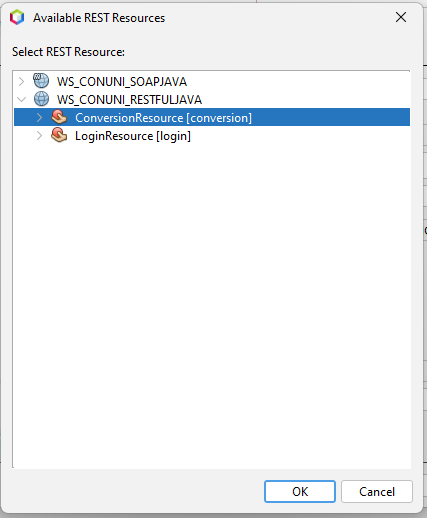 Available REST Resources
Select REST Resource:
WS_CONUNI_SOAPJAVA
WS_CONUNI_RESTFULJAVA
ConversionResource [conversion]
LoginResource [login]
OK
Cancel